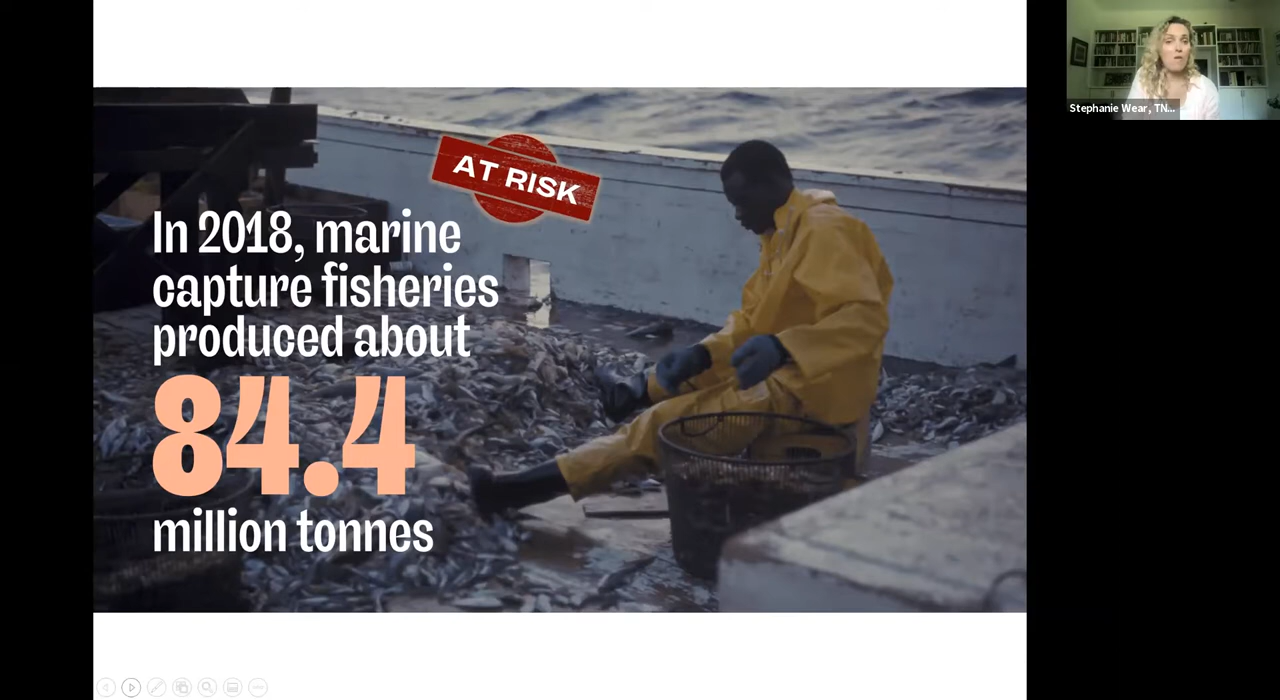 AT RISK
In 2018, marine
capture fisheries
produced about
84.4
million tonnes
Stephanie Wear, TN...